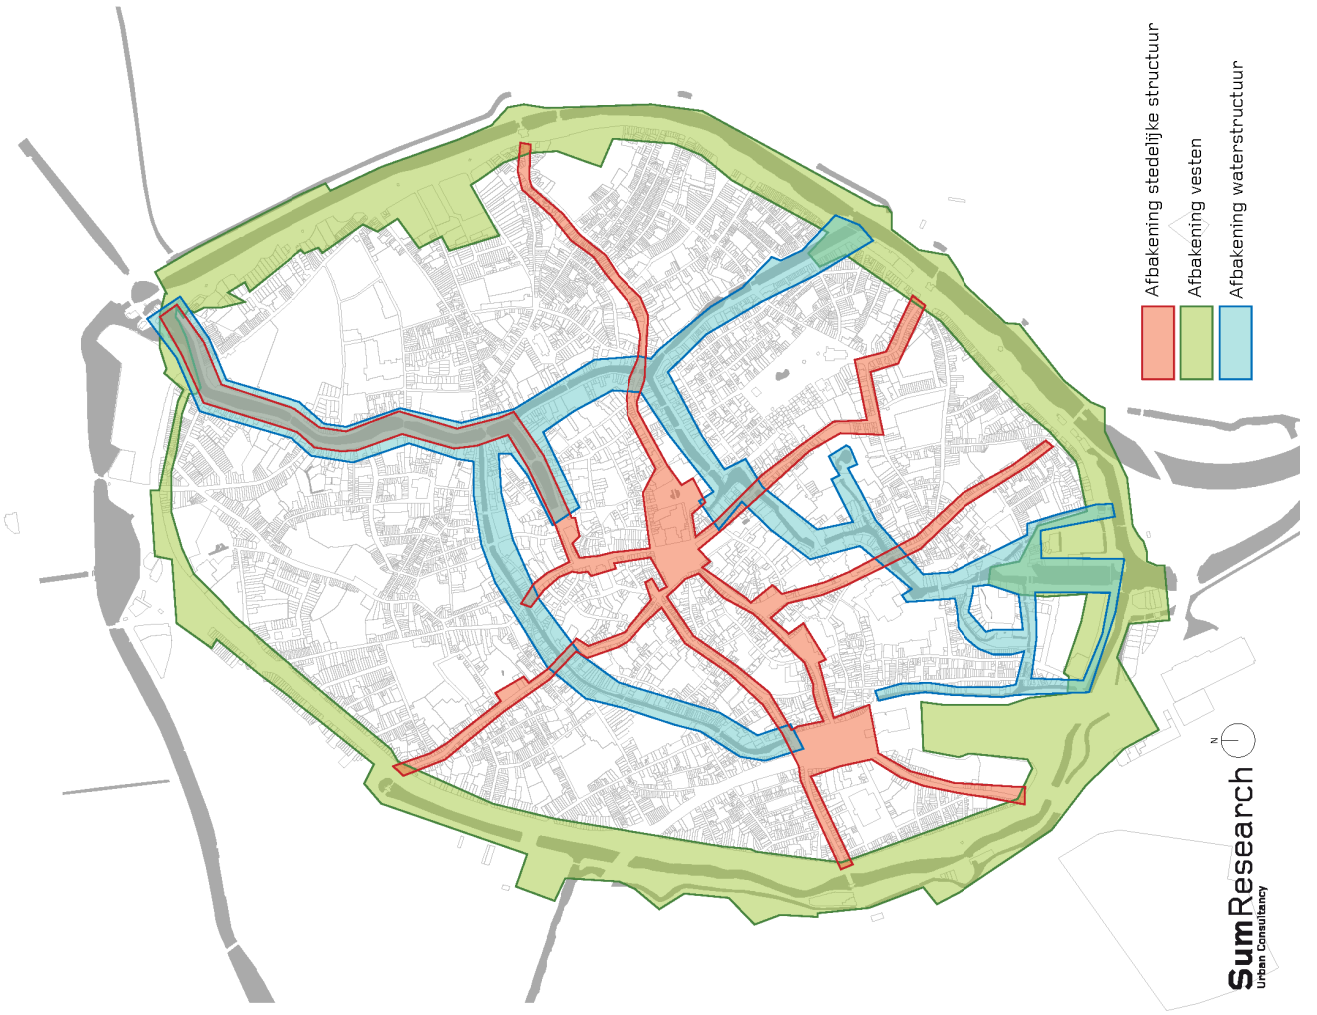 Afbakening stedelijke structuur
Afbakening vesten
Afbakening waterstructuur
N
SumResearch
Urban Consultancy